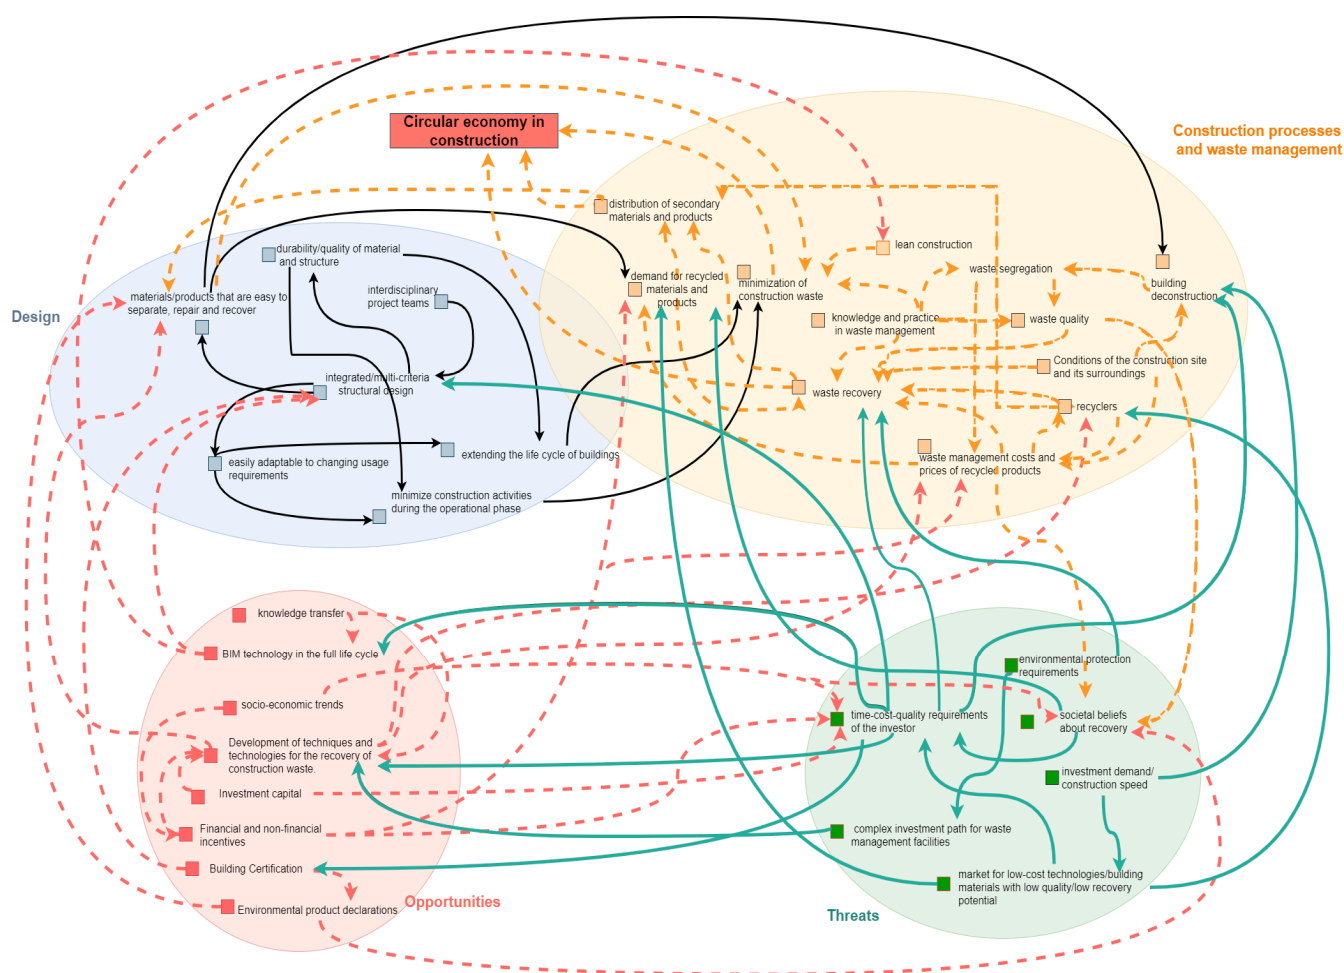 Circular economy in
construction
Construction processes
and waste management
distribution of secondary
materials and products
lean construction
durability/quality of material
and structure
waste segregation
demand for recycled
materials and
products
minimization of
construction waste
building
deconstruction
interdisciplinary
project teams
materials/products that are easy to
separate, repair and recover
Design
knowledge and practice
in waste management
waste quality
Conditions of the construction site
and its surroundings
integrated/multi-criteria
structural design
waste recovery
recyclers
extending the life cycle of buildings
easily adaptable to changing usage
requirements
waste management costs and
prices of recycled products
minimize construction activities
during the operational phase
knowledge transfer
BIM technology in the full life cycle
environmental protection
requirements
socio-economic trends
time-cost-quality requirements
of the investor
societal beliefs
about recovery
Development of techniques and
technologies for the recovery of
construction waste.
investment demand/
construction speed
Investment capital
Financial and non-financial
incentives
complex investment path for waste
management facilities
Building Certification
market for low-cost technologies/building
materials with low quality/low recovery
potential
Environmental product declarations
Opportunities
Threats